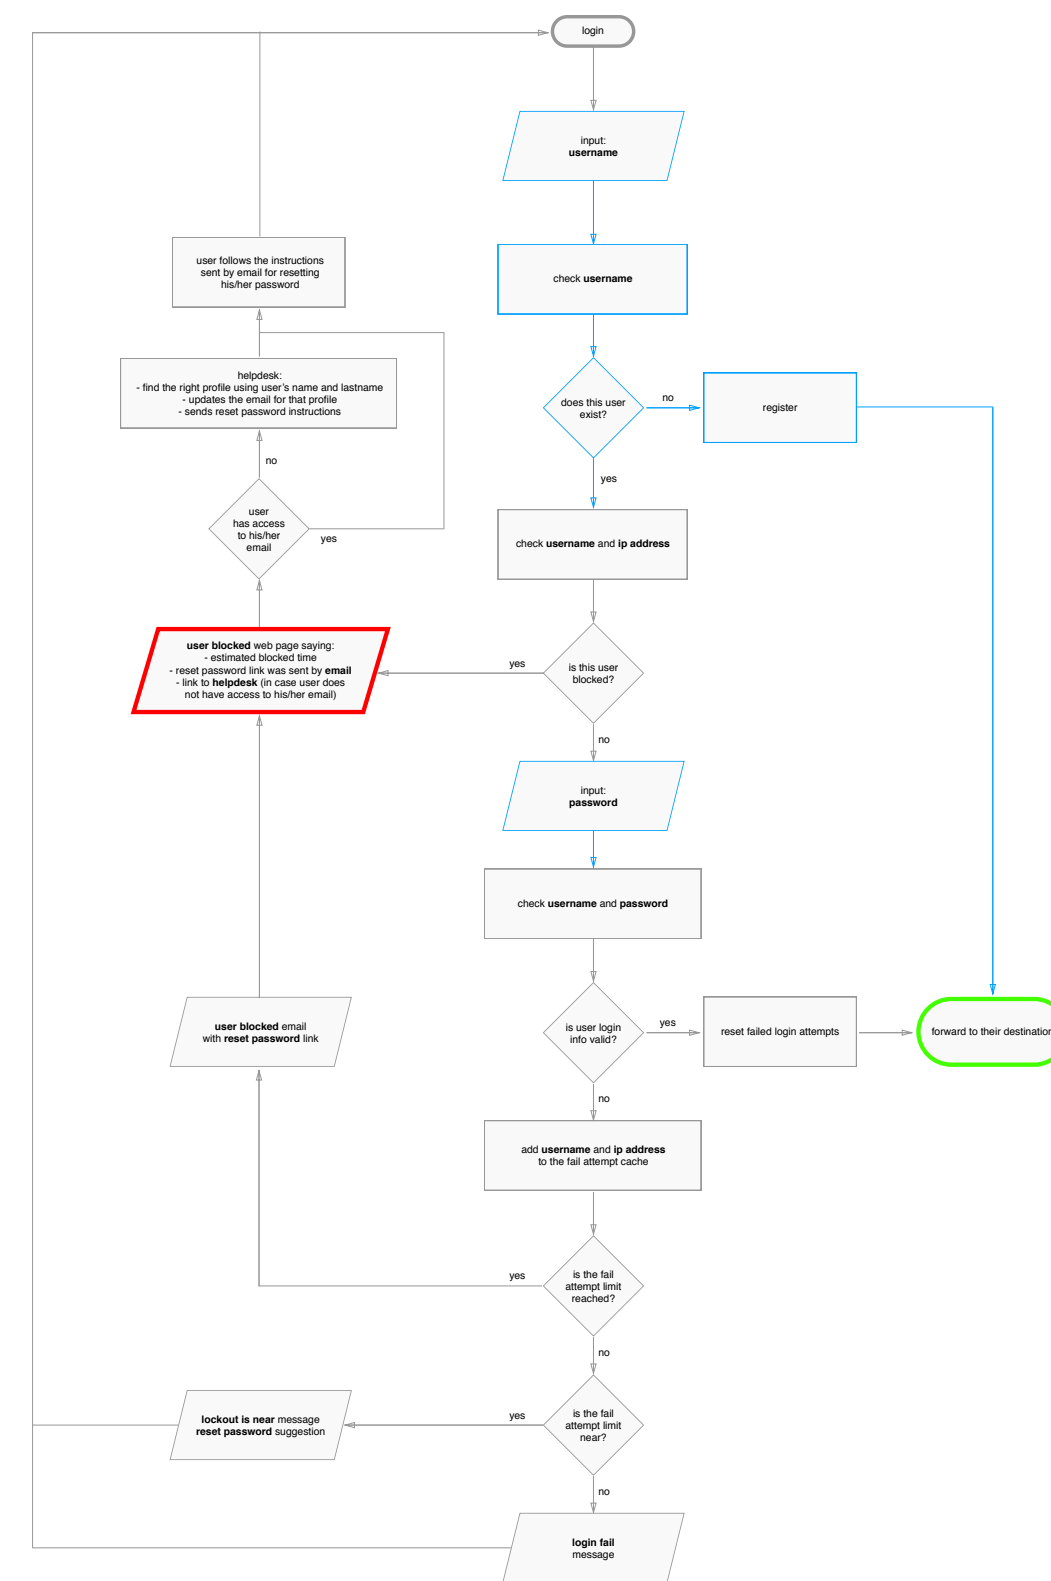 login
input:
username
check username
user follows the instructions
sent by email for resetting
his/her password
helpdesk:
- find the right profile using user's name and lastname
- updates the email for that profile
- sends reset password instructions
does this user
exist?
no
register
yes
no
user
has access
to his/her
email
yes
check username and ip address
user blocked web page saying:
- estimated blocked time
- reset password link was sent by email
- link to helpdesk (in case user does
not have access to his/her email)
yes
is this user
blocked?
no
input:
password
check username and password
user blocked email
with reset password link
is user login
info valid?
yes
reset failed login attempts
forward to their destination
no
add username and ip address
to the fail attempt cache
yes
is the fail
attempt limit
reached?
no
lockout is near message
reset password suggestion
yes
is the fail
attempt limit
near?
no
login fail
message